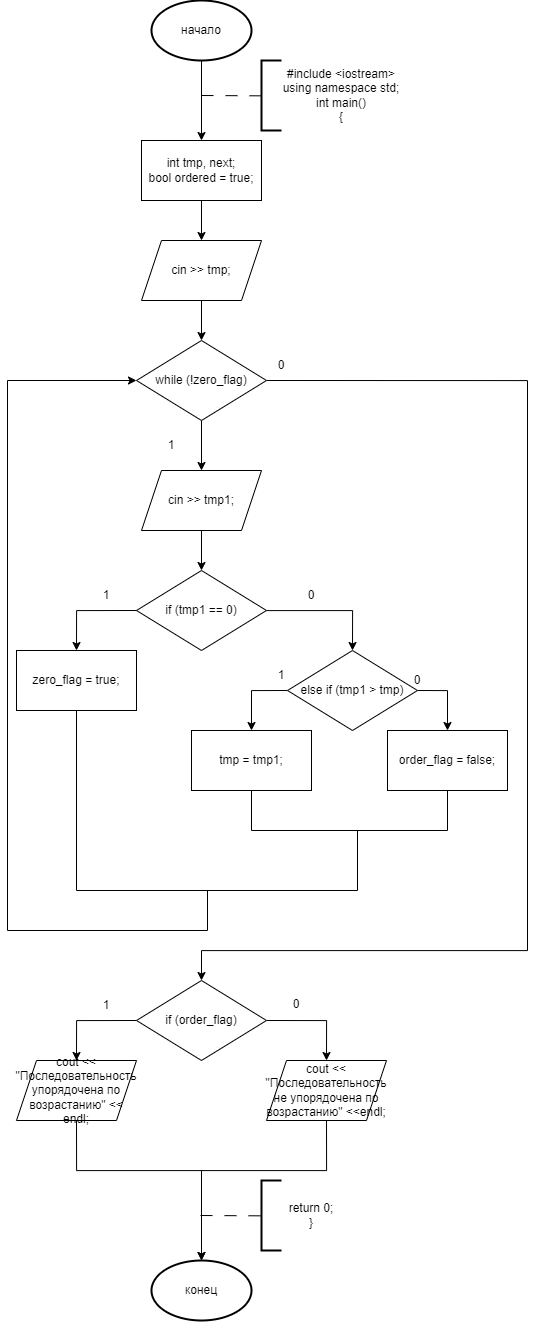 начало
#include <iostream>
using namespace std;
int main()
{
int tmp, next;
bool ordered = true;
cin >> tmp;
while (!zero_flag)
0
1
cin >> tmp1;
if (tmp1 == 0)
1
0
zero_flag = true;
else if (tmp1 > tmp)
1
0
tmp = tmp1;
order_flag = false;
if (order_flag)
1
0
cout <<
"Последовательность
упорядочена по
возрастанию" <<
endl;
cout <<
"Последовательность
не упорядочена по
возрастанию" <<endl;
return 0;
}
конец